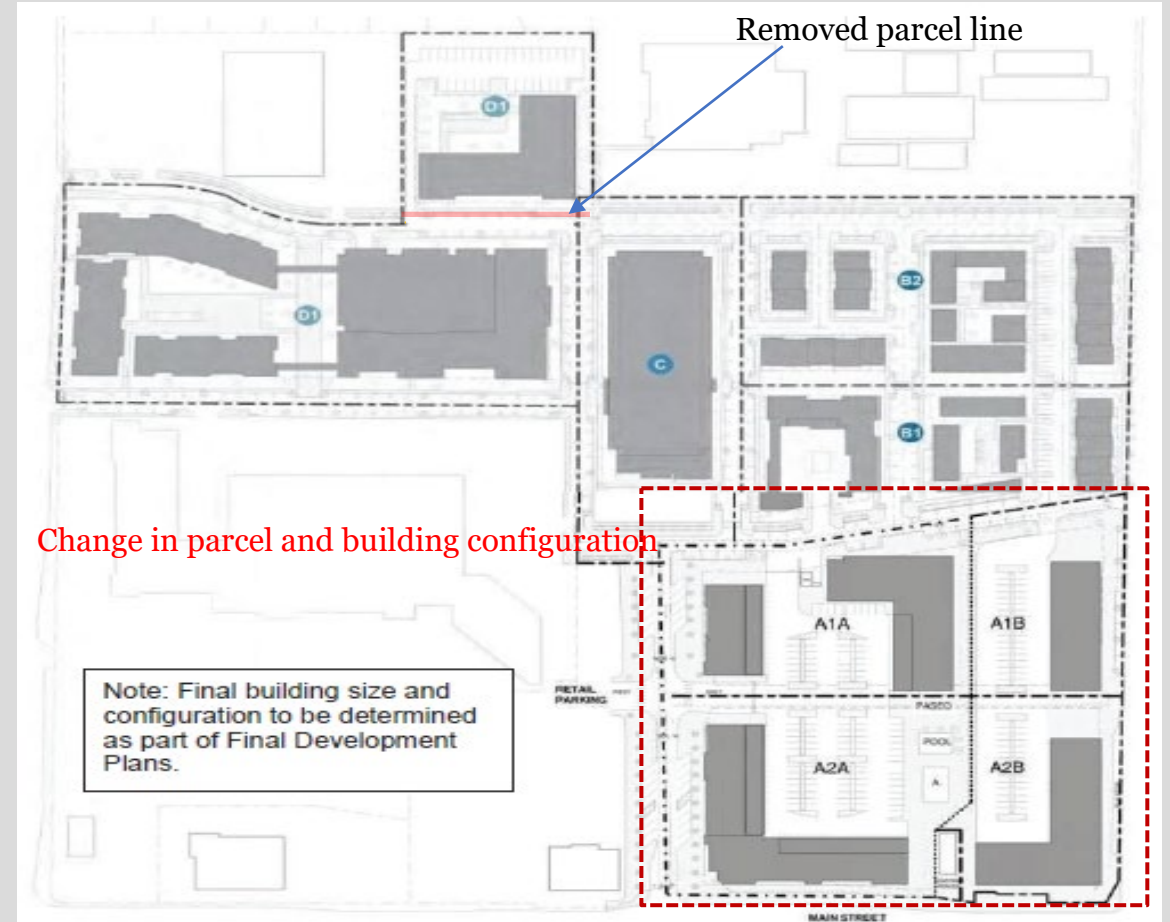 Removed parcel line
D1
B2
D1
C
B1
Change in parcel and building configuration
A1A
A1B
Note: Final building size and
configuration to be determined
as part of Final Development
Plans.
RETAIL
PARKING
PASEO
POOL
A2A
A2B
A
MAIN STREET